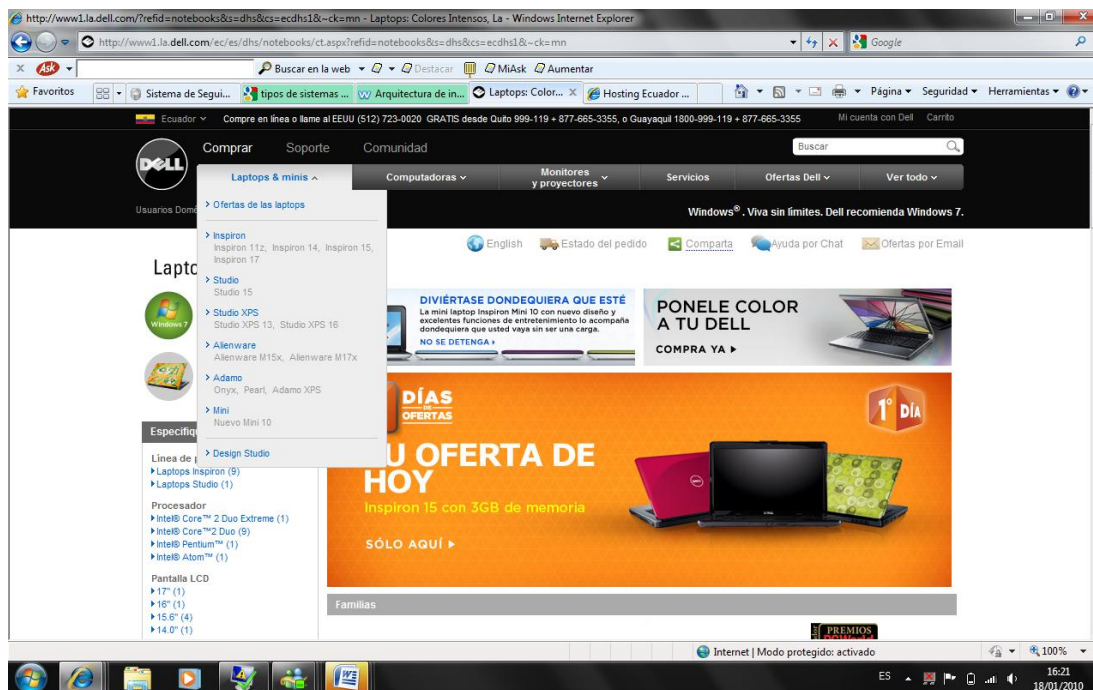 http://www1.la.dell.com/?refid=notebooks&s=dhs&cs=ecdhs1&~ck=mn - Laptops: Colores Intensos, La - Windows Internet Explorer
http://www1.la.dell.com/ec/es/dhs/notebooks/ct.aspx?refid=notebooks&s=dhs&cs=ecdhs1&~ck=mn
Google
x Ask Buscar en la web Destacar MiAsk Aumentar
Favoritos Sistema de Segui... tipos de sistemas ... Arquitectura de in... Laptops: Color... X Hosting Ecuador ... Página Seguridad Herramientas
Ecuador Compre en línea o llame al EEUU (512) 723-0020 GRATIS desde Quito 999-119 + 877-665-3355, o Guayaquil 1800-999-119 + 877-665-3355 Mi cuenta con Dell Carrito
DELL Comprar Soporte Comunidad Buscar
Laptops & minis Computadoras Monitores y proyectores Servicios Ofertas Dell Ver todo
Usuarios Domé
Windows® . Viva sin límites. Dell recomienda Windows 7.
Ofertas de las laptops
Inspiron
Inspiron 11z, Inspiron 14, Inspiron 15,
Inspiron 17
Studio
Studio 15
Studio XPS
Studio XPS 13, Studio XPS 16
Alienware
Alienware M15x, Alienware M17x
Adamo
Onyx, Pearl, Adamo XPS
Mini
Nuevo Mini 10
Design Studio
English Estado del pedido Comparta Ayuda por Chat Ofertas por Email
Lapto
Windows 7
DIVIÉRTASE DONDEQUIERA QUE ESTÉ
La mini laptop Inspiron Mini 10 con nuevo diseño y
excelentes funciones de entretenimiento lo acompaña
dondequiera que usted vaya sin ser una carga.
NO SE DETENGA
PONELE COLOR
A TU DELL
COMPRA YA
DÍAS
DE
OFERTAS
1° DÍA
U OFERTA DE
HOY
Inspiron 15 con 3GB de memoria
SÓLO AQUÍ
Especifiq
Linea de p
Laptops Inspiron (9)
Laptops Studio (1)
Procesador
Intel® Core™ 2 Duo Extreme (1)
Intel® Core™2 Duo (9)
Intel® Pentium™ (1)
Intel® Atom™ (1)
Pantalla LCD
17" (1)
16" (1)
15.6" (4)
14.0" (1)
Familias
PREMIOS
Internet | Modo protegido: activado 100%
ES 16:21
18/01/2010